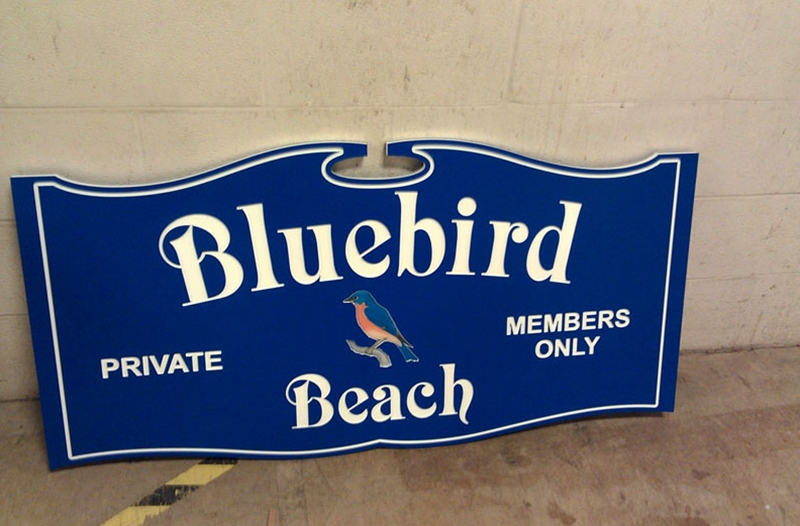 Bluebird
PRIVATE
MEMBERS
ONLY
Beach